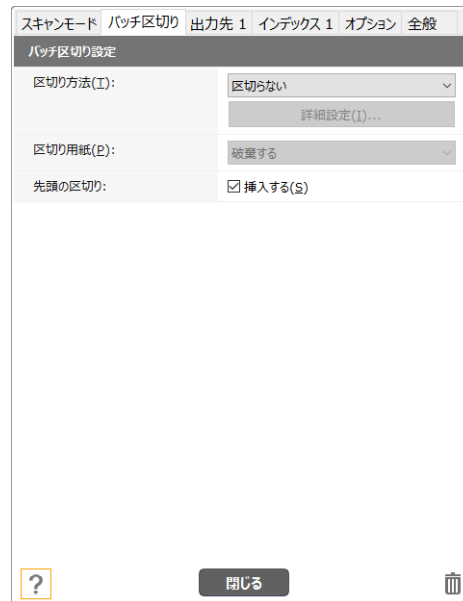 スキャンモード バッチ区切り 出力先 1 インデックス 1 オプション 全般
バッチ区切り設定
区切り方法(T): 区切らない
詳細設定(I)...
区切り用紙(P): 破棄する
先頭の区切り: 挿入する(S)
? 閉じる